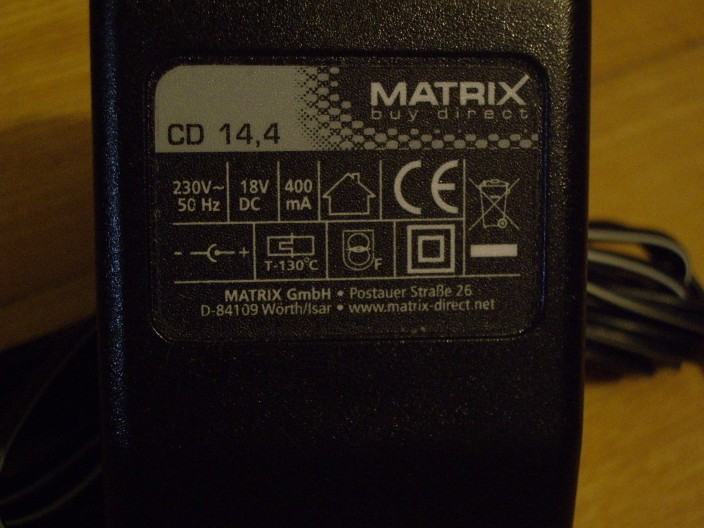 MATRIX
buy direct
CD 14,4
230V~ 18V 400
50 Hz DC mA
CE
- +
T-130°C F
MATRIX GmbH • Postauer Straße 26
D-84109 Wörth/Isar • www.matrix-direct.net